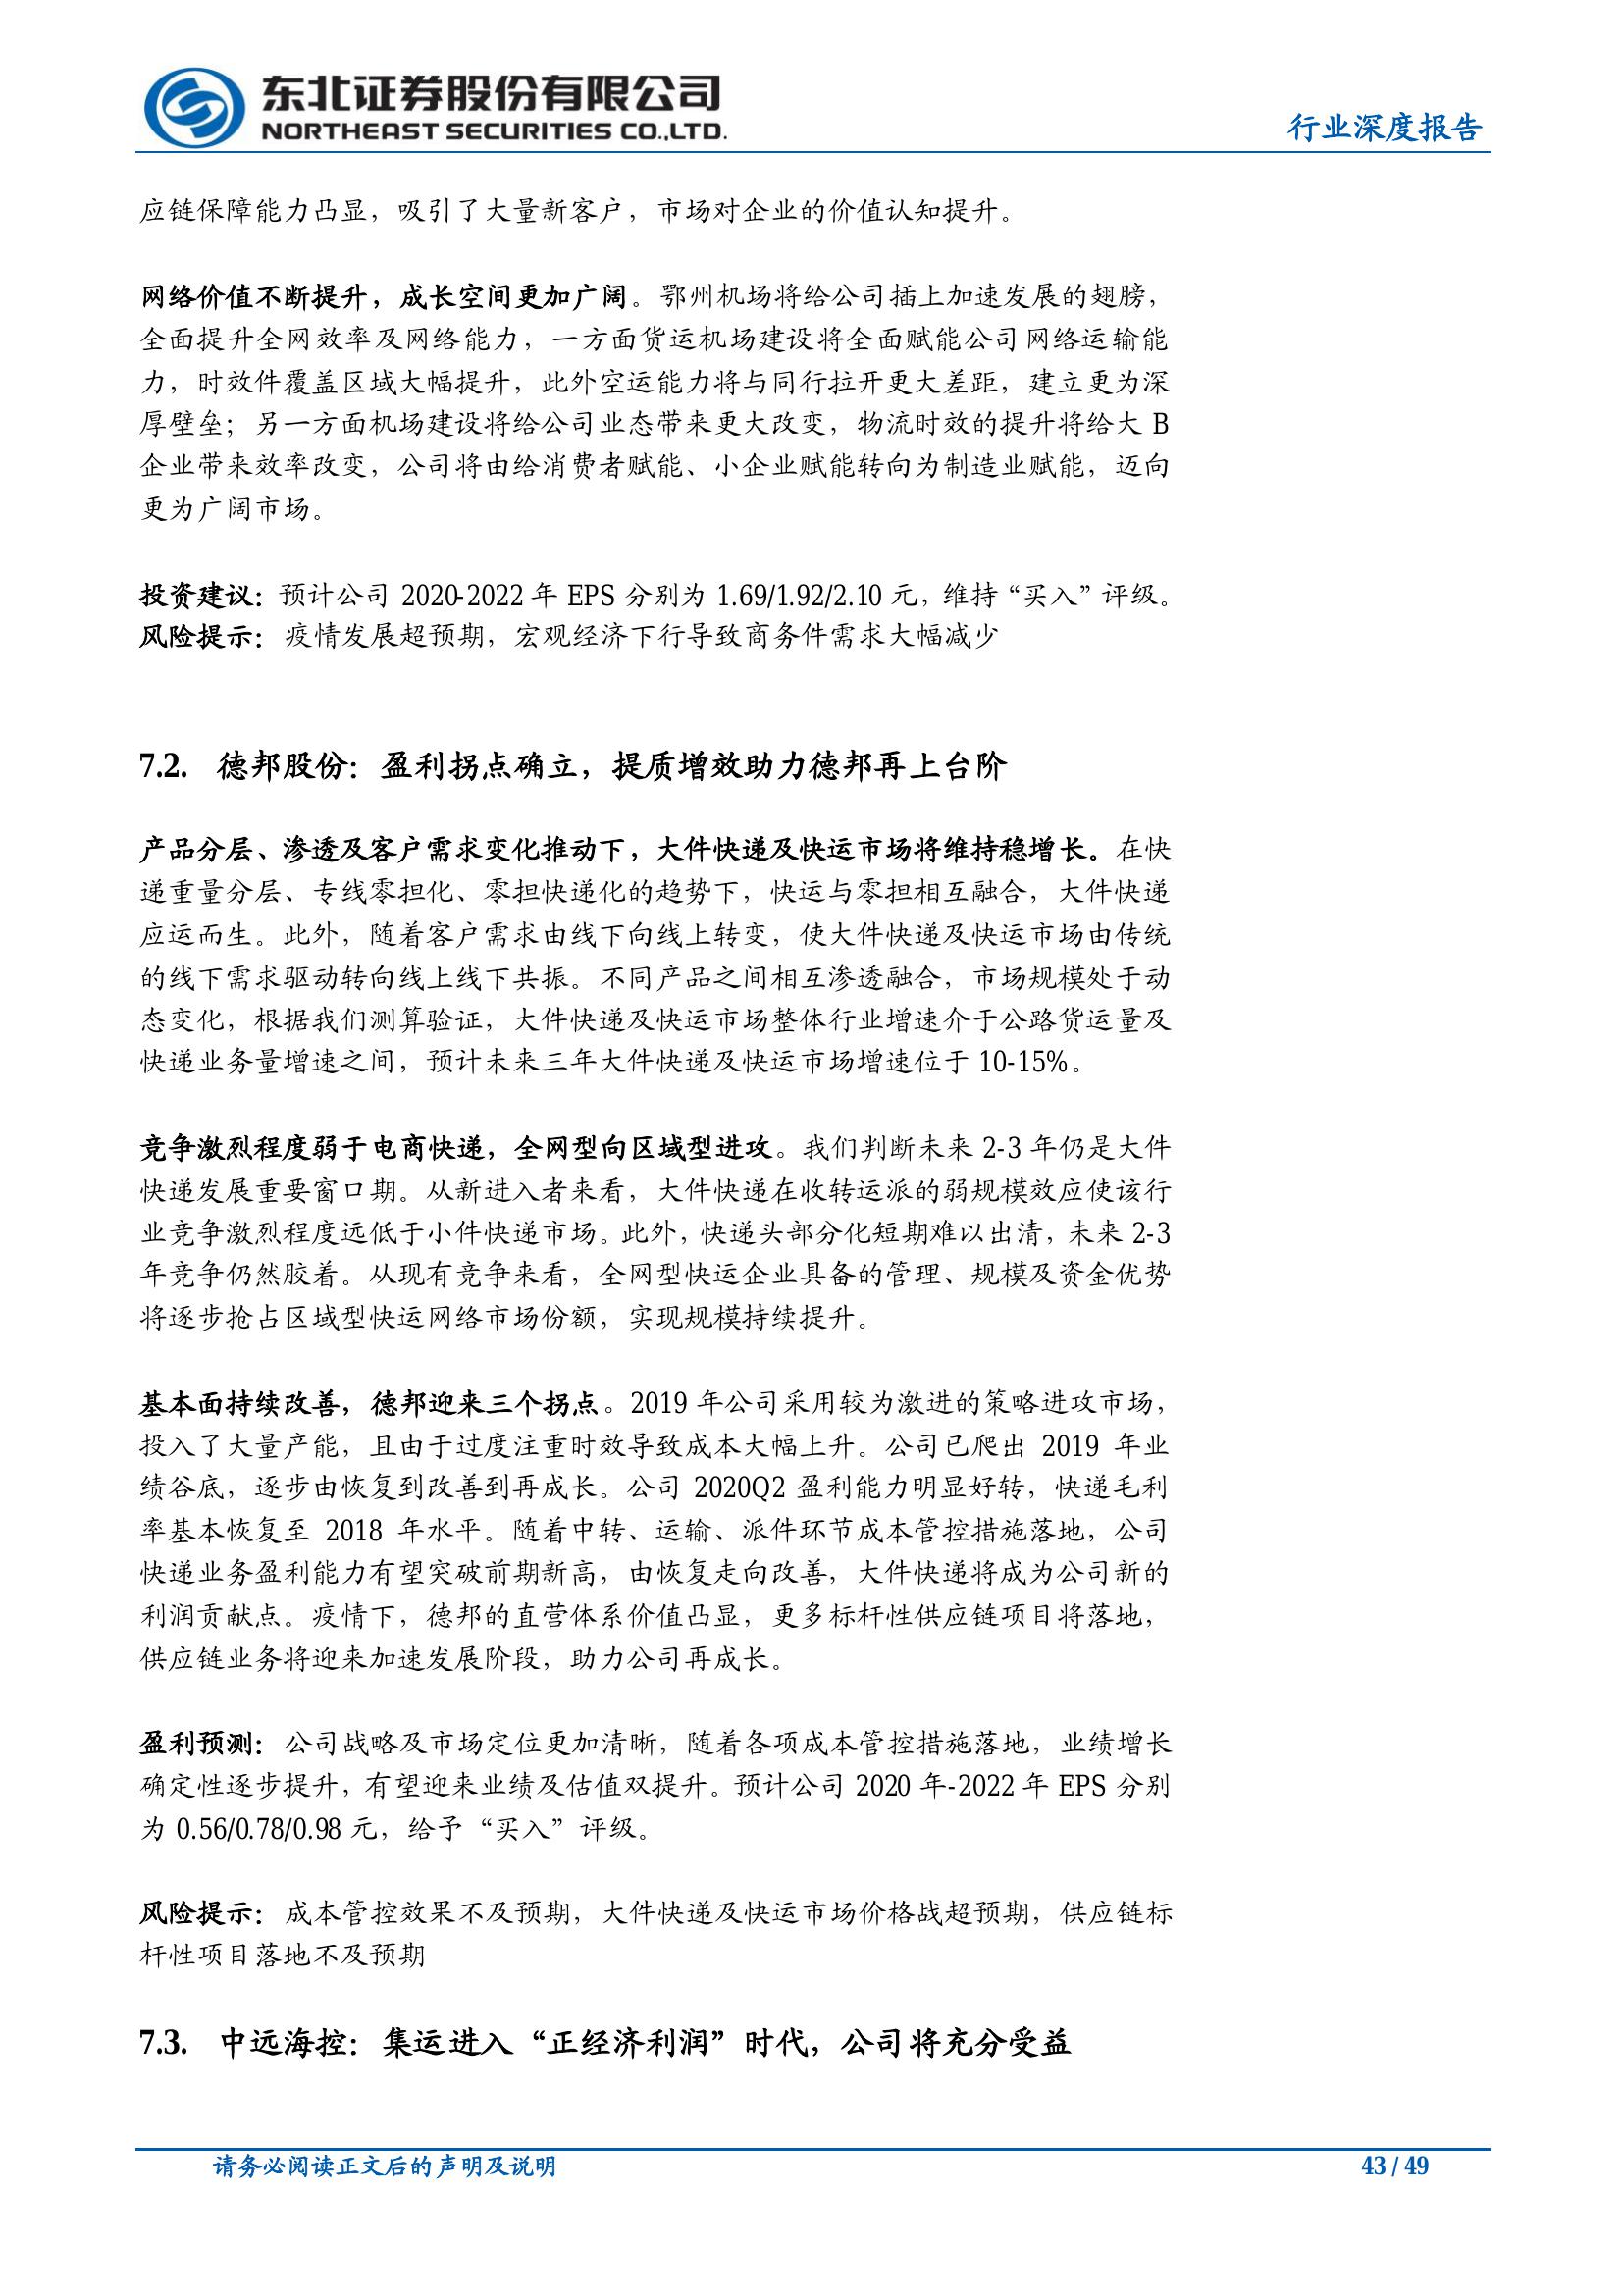 东北证券股份有限公司
NORTHEAST SECURITIES CO.,LTD.
行业深度报告
应链保障能力凸显，吸引了大量新客户，市场对企业的价值认知提升。
网络价值不断提升，成长空间更加广阔。鄂州机场将给公司插上加速发展的翅膀，
全面提升全网效率及网络能力，一方面货运机场建设将全面赋能公司网络运输能
力，时效件覆盖区域大幅提升，此外空运能力将与同行拉开更大差距，建立更为深
厚壁垒；另一方面机场建设将给公司业态带来更大改变，物流时效的提升将给大 B
企业带来效率改变，公司将由给消费者赋能、小企业赋能转向为制造业赋能，迈向
更为广阔市场。
投资建议：预计公司 2020-2022 年 EPS 分别为 1.69/1.92/2.10 元，维持“买入”评级。
风险提示：疫情发展超预期，宏观经济下行导致商务件需求大幅减少
7.2. 德邦股份：盈利拐点确立，提质增效助力德邦再上台阶
产品分层、渗透及客户需求变化推动下，大件快递及快运市场将维持稳增长。在快
递重量分层、专线零担化、零担快递化的趋势下，快运与零担相互融合，大件快递
应运而生。此外，随着客户需求由线下向线上转变，使大件快递及快运市场由传统
的线下需求驱动转向线上线下共振。不同产品之间相互渗透融合，市场规模处于动
态变化，根据我们测算验证，大件快递及快运市场整体行业增速介于公路货运量及
快递业务量增速之间，预计未来三年大件快递及快运市场增速位于 10-15%。
竞争激烈程度弱于电商快递，全网型向区域型进攻。我们判断未来 2-3 年仍是大件
快递发展重要窗口期。从新进入者来看，大件快递在收转运派的弱规模效应使该行
业竞争激烈程度远低于小件快递市场。此外，快递头部分化短期难以出清，未来 2-3
年竞争仍然胶着。从现有竞争来看，全网型快运企业具备的管理、规模及资金优势
将逐步抢占区域型快运网络市场份额，实现规模持续提升。
基本面持续改善，德邦迎来三个拐点。2019 年公司采用较为激进的策略进攻市场，
投入了大量产能，且由于过度注重时效导致成本大幅上升。公司已爬出 2019 年业
绩谷底，逐步由恢复到改善到再成长。公司 2020Q2 盈利能力明显好转，快递毛利
率基本恢复至 2018 年水平。随着中转、运输、派件环节成本管控措施落地，公司
快递业务盈利能力有望突破前期新高，由恢复走向改善，大件快递将成为公司新的
利润贡献点。疫情下，德邦的直营体系价值凸显，更多标杆性供应链项目将落地，
供应链业务将迎来加速发展阶段，助力公司再成长。
盈利预测：公司战略及市场定位更加清晰，随着各项成本管控措施落地，业绩增长
确定性逐步提升，有望迎来业绩及估值双提升。预计公司 2020 年-2022 年 EPS 分别
为 0.56/0.78/0.98 元，给予“买入”评级。
风险提示：成本管控效果不及预期，大件快递及快运市场价格战超预期，供应链标
杆性项目落地不及预期
7.3. 中远海控：集运进入“正经济利润”时代，公司将充分受益
请务必阅读正文后的声明及说明
43 / 49